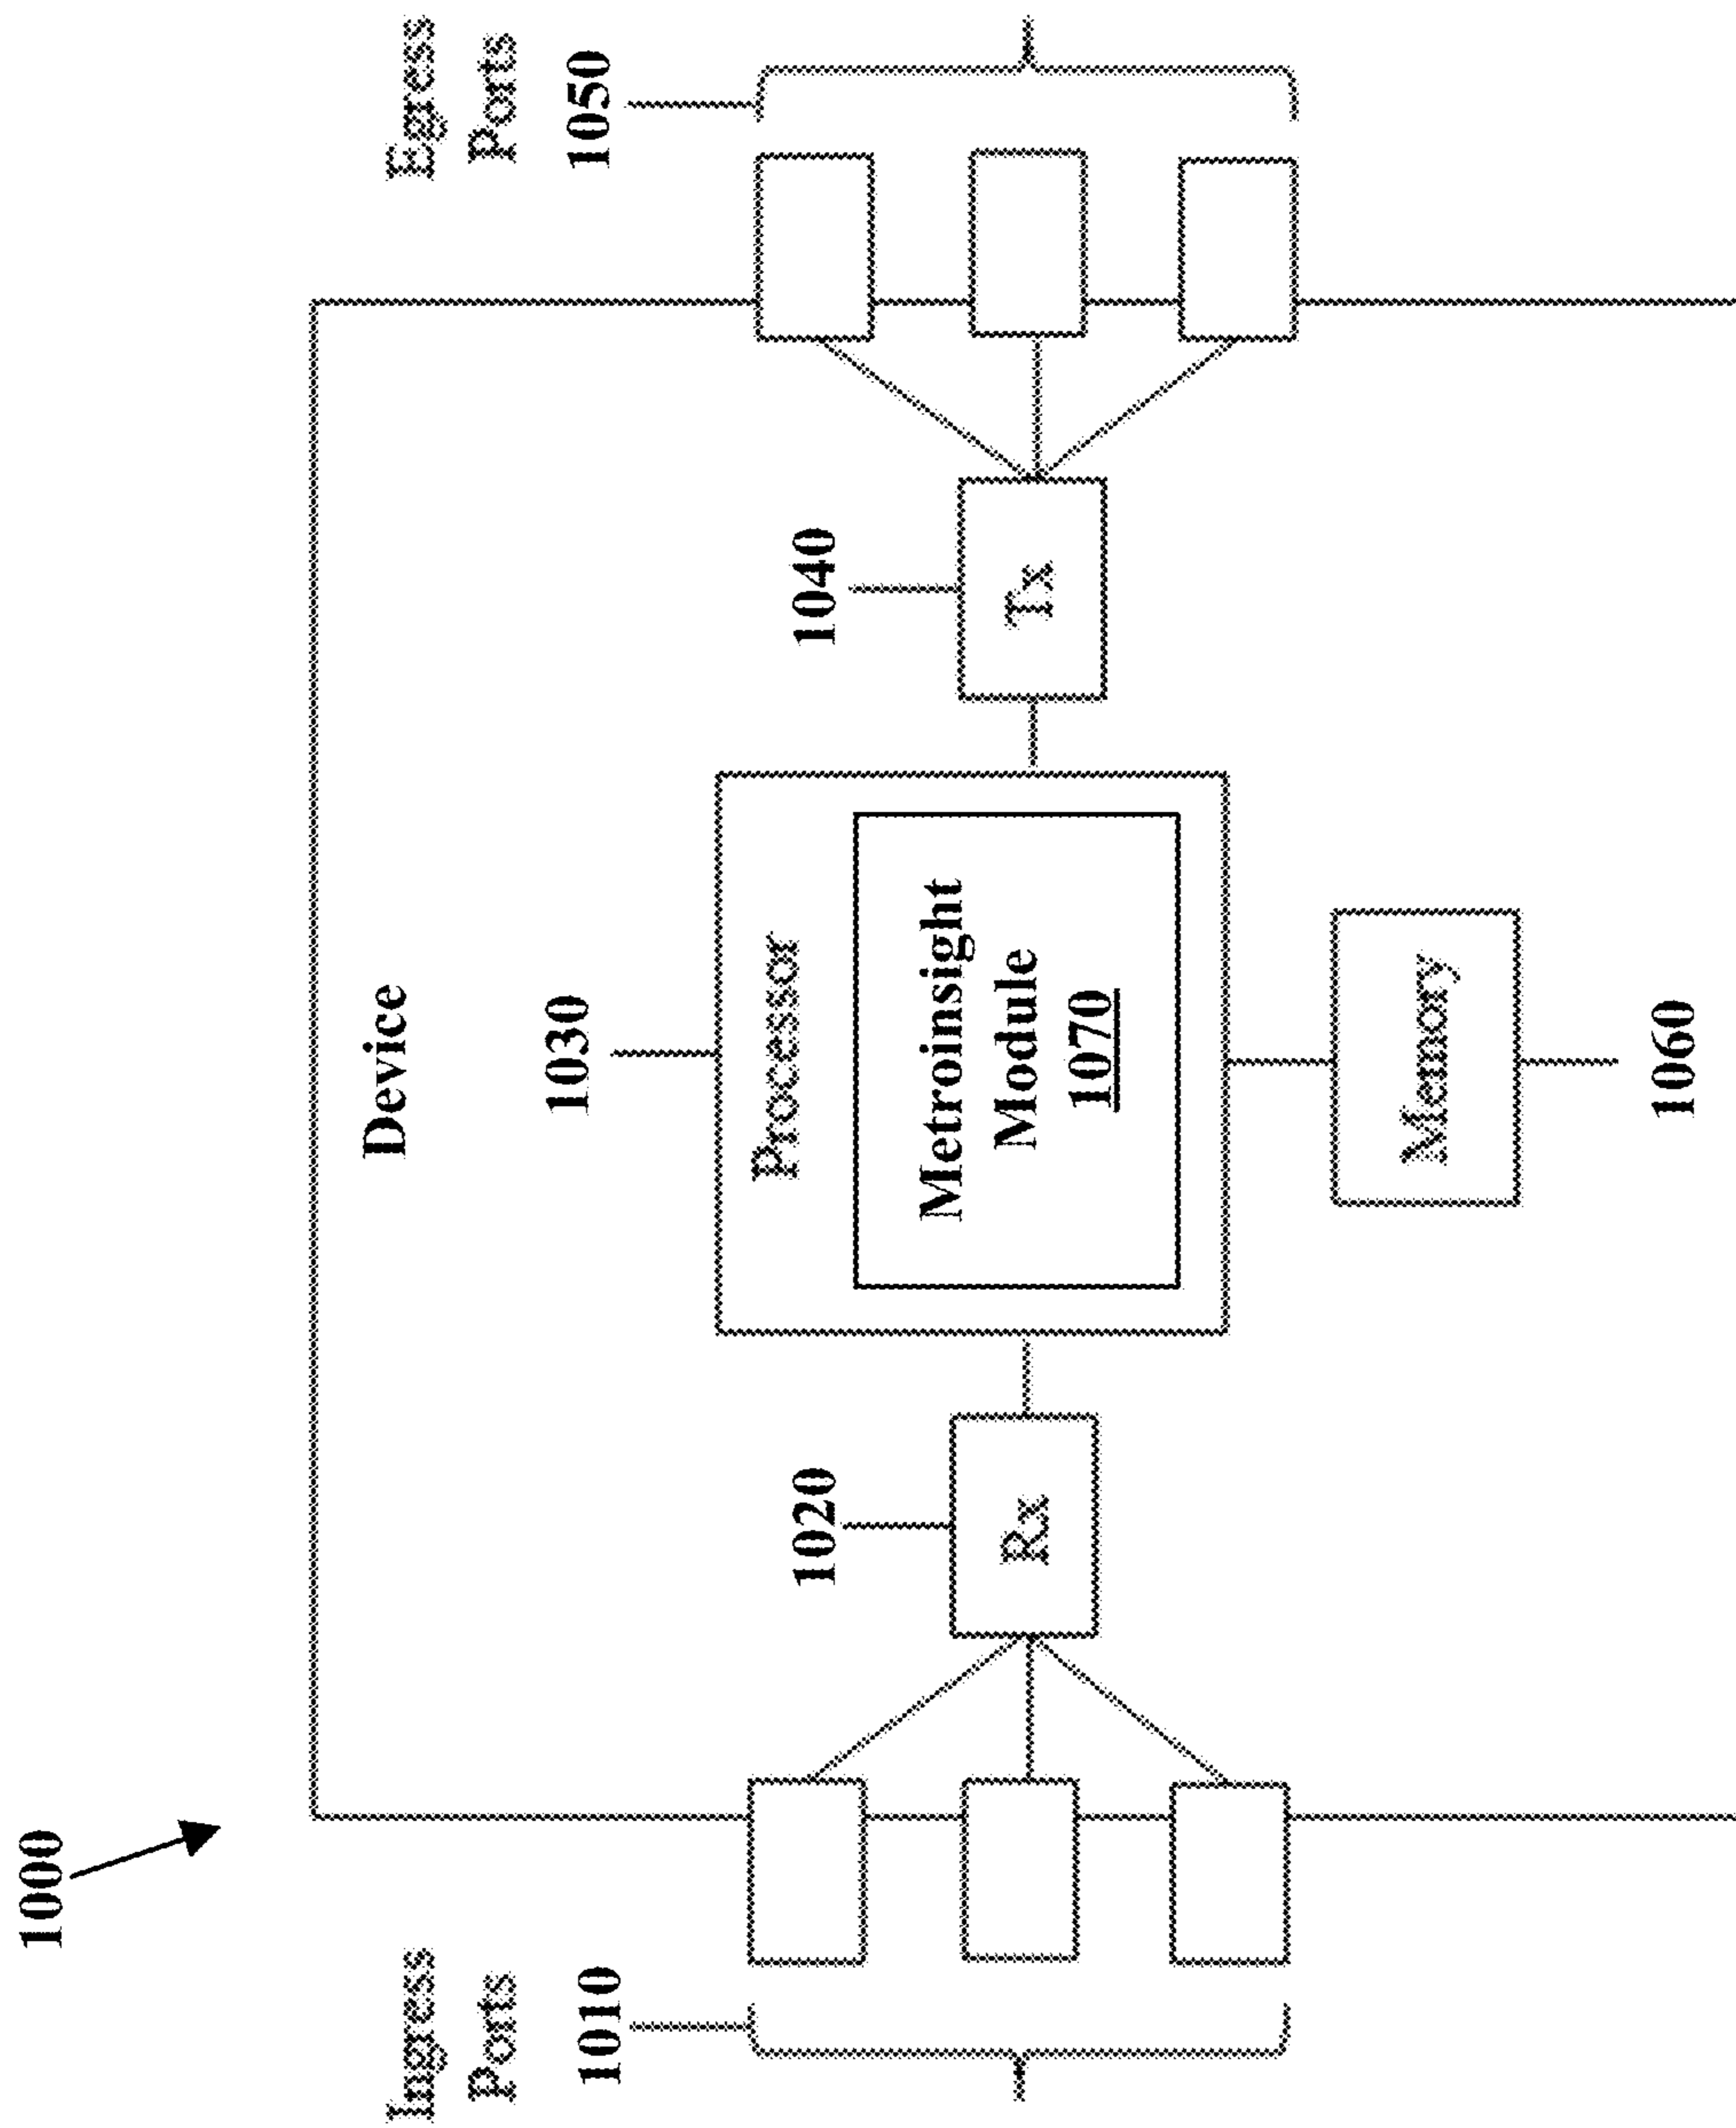 1000
Device
Ingress
Ports
1010
Egress
Ports
1050
1020
Rx
1030
Processor
Metroinsight
Module
1070
1040
Tx
Memory
1060